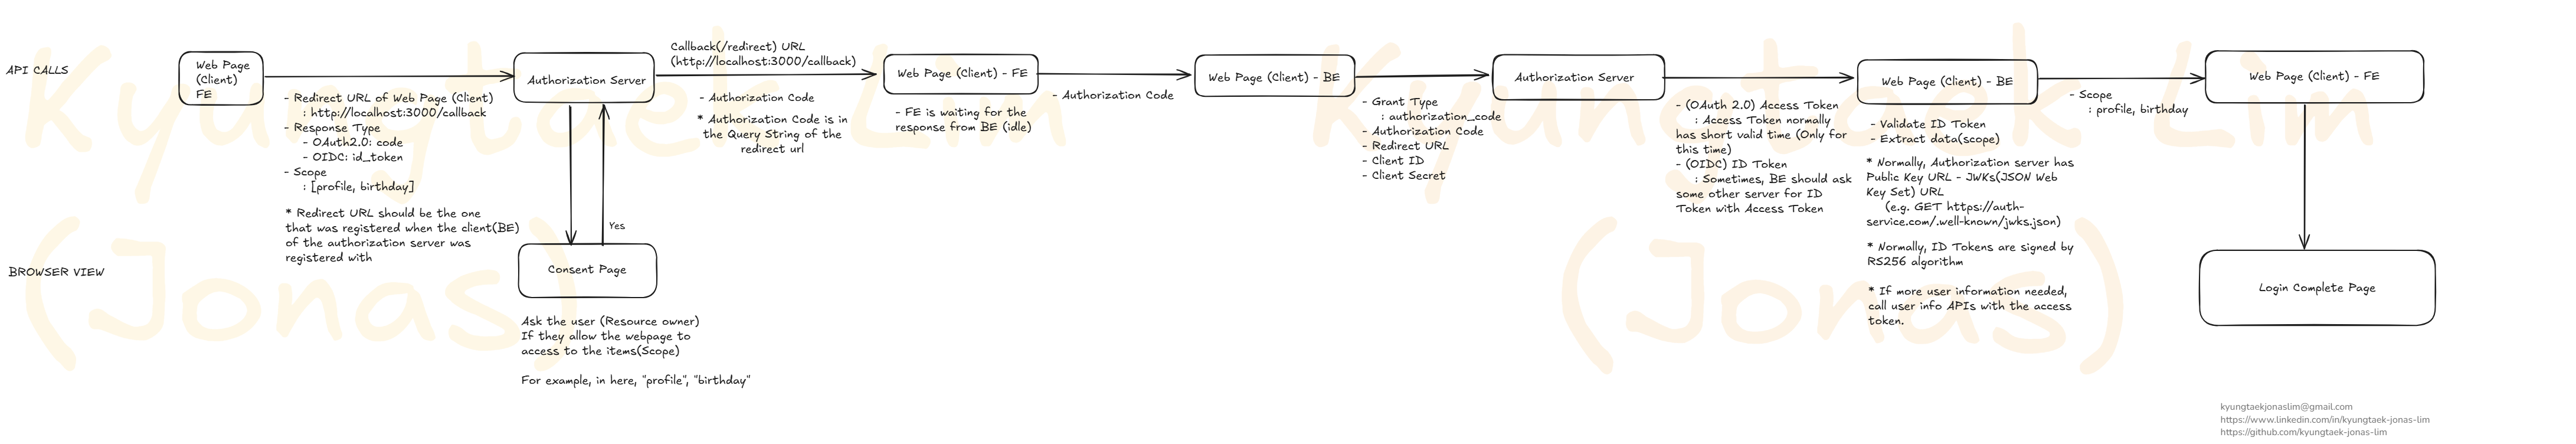 API CALLS
Web Page
(Client)
FE
- Redirect URL of Web Page (Client)
: http://localhost:3000/callback
- Response Type
- OAuth2.0: code
- OIDC: id_token
- Scope
: [profile, birthday]
* Redirect URL should be the one
that was registered when the client(BE)
of the authorization server was
registered with
Authorization Server
Callback(/redirect) URL
(http://localhost:3000/callback)
- Authorization Code
* Authorization Code is in
the Query String of the
redirect url
Yes
Web Page (Client) - FE
- FE is waiting for the
response from BE (idle)
- Authorization Code
Web Page (Client) - BE
- Grant Type
: authorization_code
- Authorization Code
- Redirect URL
- Client ID
- Client Secret
Authorization Server
- (OAuth 2.0) Access Token
: Access Token normally
has short valid time (Only for
this time)
- (OIDC) ID Token
: Sometimes, BE should ask
some other server for ID
Token with Access Token
Web Page (Client) - BE
- Validate ID Token
- Extract data(scope)
* Normally, Authorization server has
Public Key URL - JWKs(JSON Web
Key Set) URL
(e.g. GET https://auth-
service.com/.well-known/jwks.json)
* Normally, ID Tokens are signed by
RS256 algorithm
* If more user information needed,
call user info APIs with the access
token.
- Scope
: profile, birthday
Web Page (Client) - FE
BROWSER VIEW
Consent Page
Ask the user (Resource owner)
If they allow the webpage to
access to the items(Scope)
For example, in here, "profile", "birthday"
Login Complete Page
Kyungtaek Lim
(Jonas)
Kyungtaek Lim
(Jonas)
kyungtaekjonaslim@gmail.com
https://www.linkedin.com/in/kyungtaek-jonas-lim
https://github.com/kyungtaek-jonas-lim